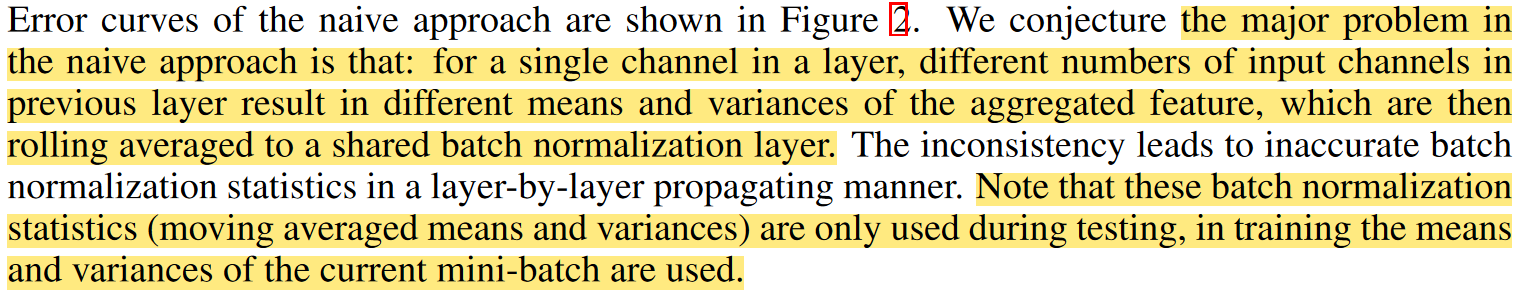 Error curves of the naive approach are shown in Figure 2. We conjecture the major problem in
the naive approach is that: for a single channel in a layer, different numbers of input channels in
previous layer result in different means and variances of the aggregated feature, which are then
rolling averaged to a shared batch normalization layer. The inconsistency leads to inaccurate batch
normalization statistics in a layer-by-layer propagating manner. Note that these batch normalization
statistics (moving averaged means and variances) are only used during testing, in training the means
and variances of the current mini-batch are used.